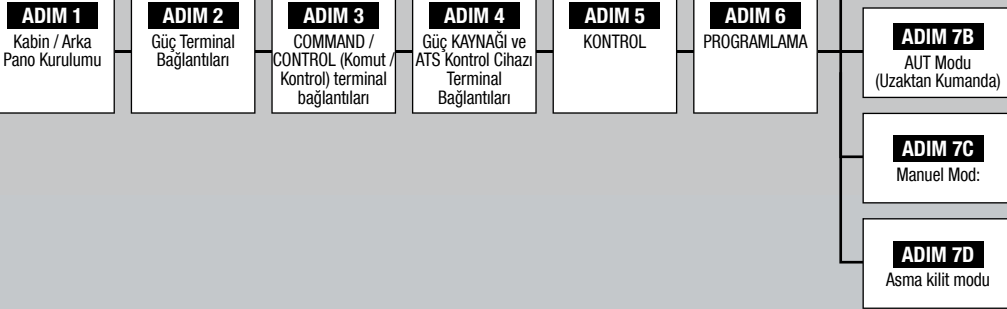 ADIM 1
Kabin / Arka
Pano Kurulumu
ADIM 2
Güç Terminal
Bağlantıları
ADIM 3
COMMAND /
CONTROL (Komut /
Kontrol) terminal
bağlantıları
ADIM 4
Güç KAYNAĞI ve
ATS Kontrol Cihazı
Terminal
Bağlantıları
ADIM 5
KONTROL
ADIM 6
PROGRAMLAMA
ADIM 7B
AUT Modu
(Uzaktan Kumanda)
ADIM 7C
Manuel Mod:
ADIM 7D
Asma kilit modu